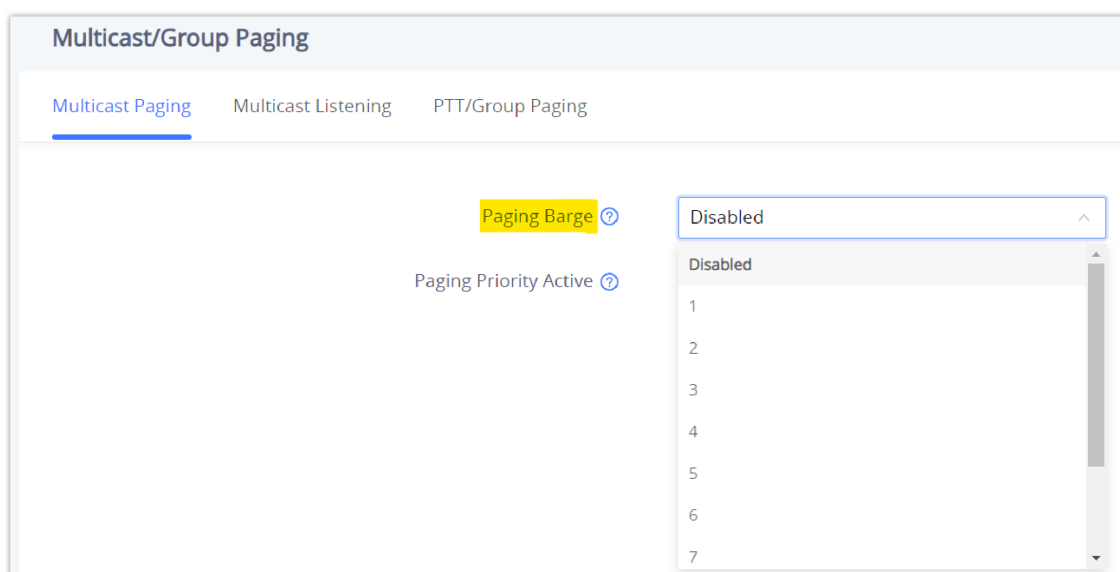 Multicast/Group Paging
Multicast Paging Multicast Listening PTT/Group Paging
Paging Barge ? Disabled
Disabled
Paging Priority Active ?
1
2
3
4
5
6
7